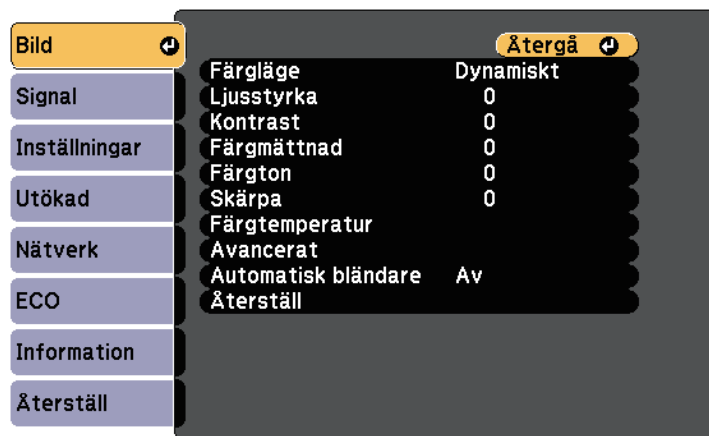 Bild
Signal
Inställningar
Utökad
Nätverk
ECO
Information
Återställ
Återgå
Färgläge Dynamiskt
Ljusstyrka 0
Kontrast 0
Färgmättnad 0
Färgton 0
Skärpa 0
Färgtemperatur
Avancerat
Automatisk bländare Av
Återställ